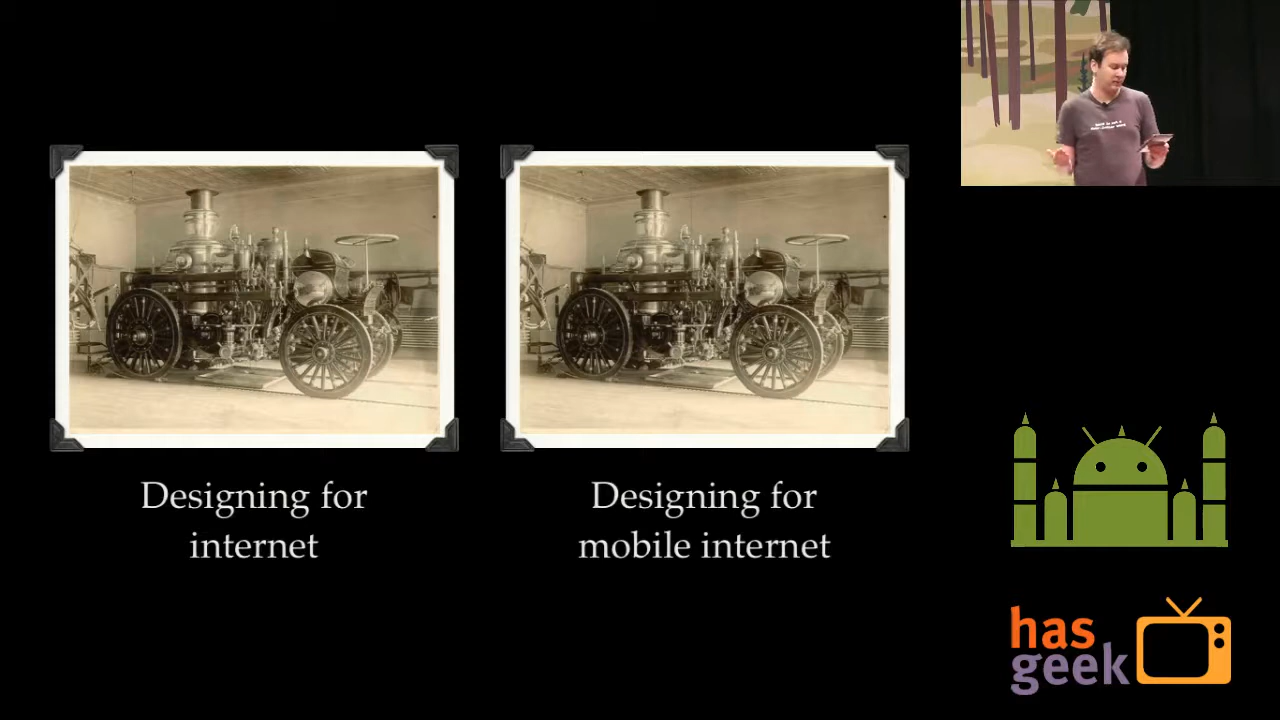 Designing for
internet
Designing for
mobile internet
has
geek